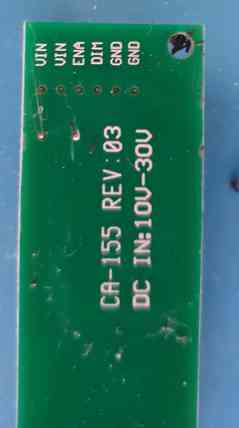 VIN
VIN
ENA
DIM
GND
GND
CA-155 REV:03
DC IN:10V-30V